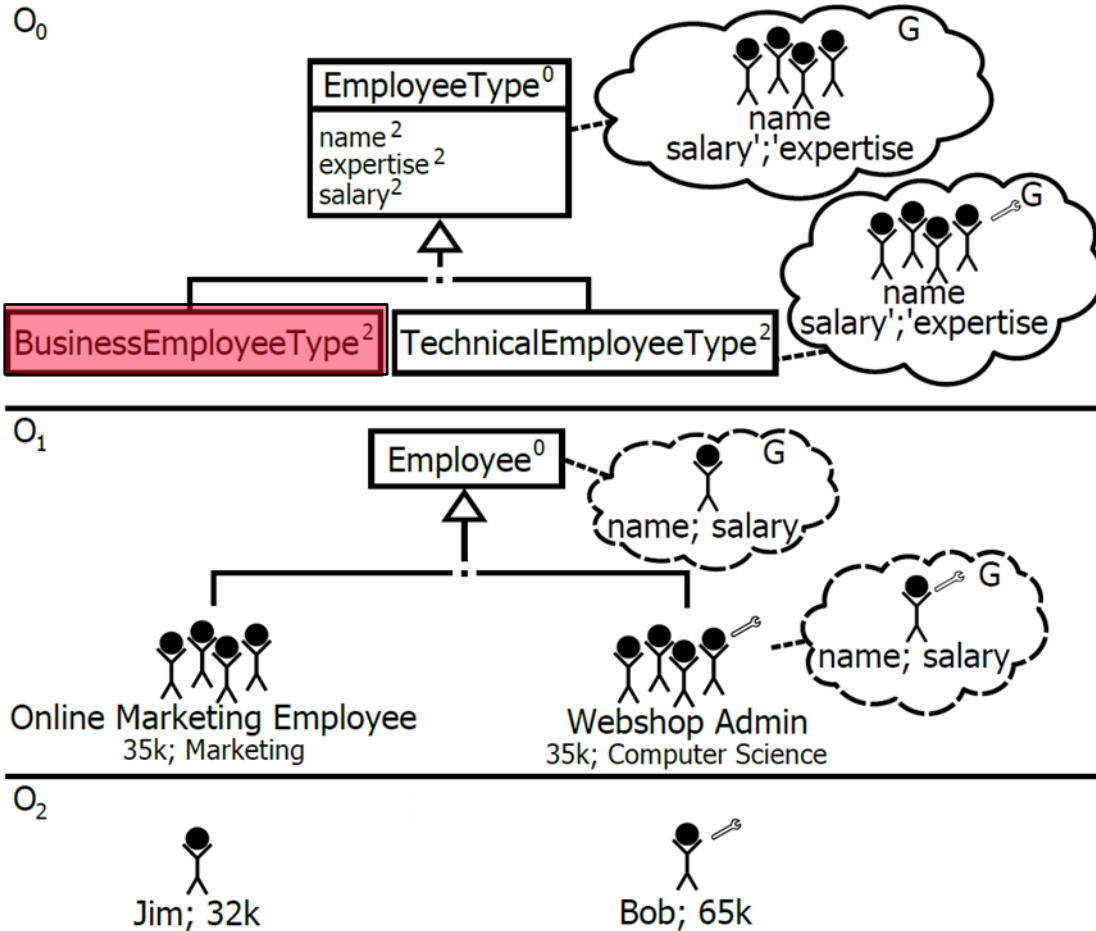 O0
G
EmployeeType0
name2
expertise2
salary2
name
salary';'expertise
G
name
salary';'expertise
BusinessEmployeeType2
TechnicalEmployeeType2
O1
Employee0
G
name; salary
G
name; salary
Online Marketing Employee
35k; Marketing
Webshop Admin
35k; Computer Science
O2
Jim; 32k
Bob; 65k